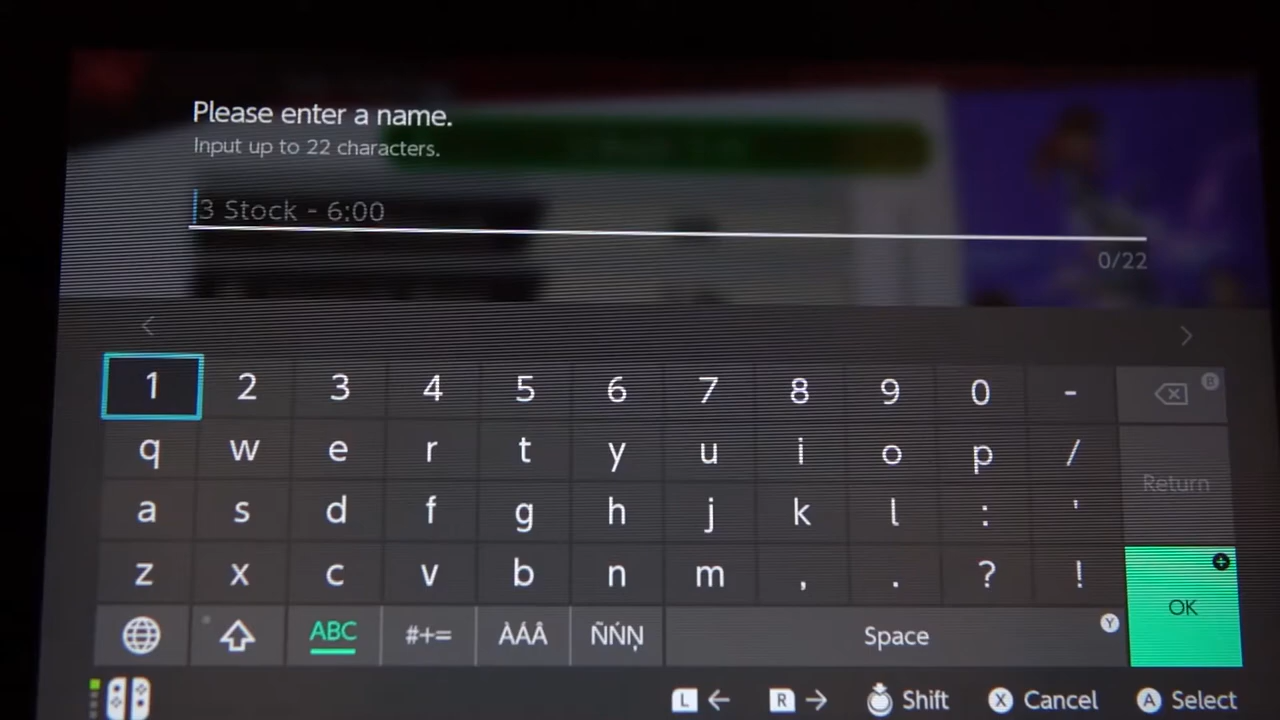 Please enter a name.
Input up to 22 characters.
3 Stock - 6:00
0/22
1 2 3 4 5 6 7 8 9 0 - B
q w e r t y u i o p / Return
a s d f g h j k l : '
z x c v b n m , . ? !
ABC #+= ÀÁÂ ÑŃŅ Space Y OK
L ← R → Shift X Cancel A Select